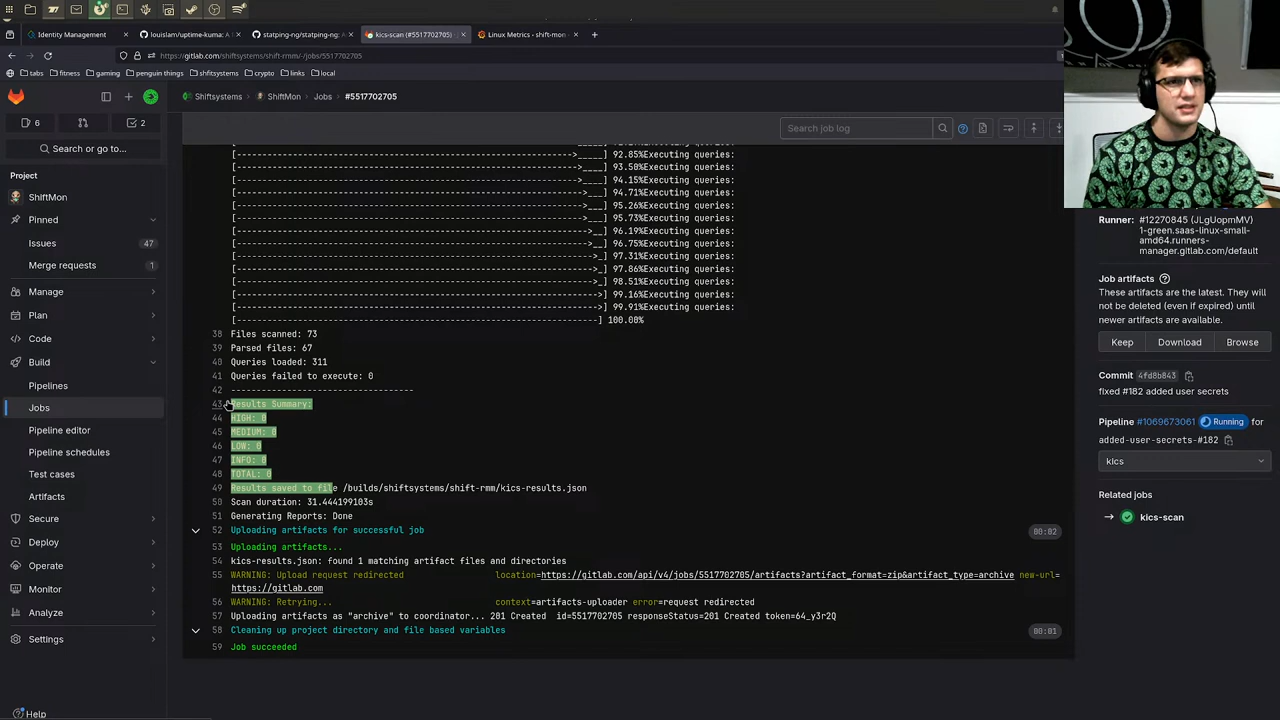 Identity Management
louislam/uptime-kuma: A
statping-ng/statping-ng: A
kics-scan (#5517702705)
Linux Metrics - shift-mon
https://gitlab.com/shiftsystems/shift-rmm/-/jobs/5517702705
tabs
fitness
gaming
penguin things
shfitsystems
crypto
links
local
Shiftsystems
ShiftMon
Jobs
#5517702705
6
2
Search or go to...
Project
ShiftMon
Pinned
Issues
47
Merge requests
1
Manage
Plan
Code
Build
Pipelines
Jobs
Pipeline editor
Pipeline schedules
Test cases
Artifacts
Secure
Deploy
Operate
Monitor
Analyze
Settings
Help
Search job log
92.85%Executing queries:
93.50%Executing queries:
94.15%Executing queries:
94.71%Executing queries:
95.26%Executing queries:
95.73%Executing queries:
96.19%Executing queries:
96.75%Executing queries:
97.31%Executing queries:
97.86%Executing queries:
98.51%Executing queries:
99.16%Executing queries:
99.91%Executing queries:
100.00%
38 Files scanned: 73
39 Parsed files: 67
40 Queries loaded: 311
41 Queries failed to execute: 0
42 ------------------------------------
43 Results Summary:
44 HIGH: 0
45 MEDIUM: 0
46 LOW: 0
47 INFO: 0
48 TOTAL: 0
49 Results saved to file /builds/shiftsystems/shift-rmm/kics-results.json
50 Scan duration: 31.444199103s
51 Generating Reports: Done
52 Uploading artifacts for successful job 00:02
53 Uploading artifacts...
54 kics-results.json: found 1 matching artifact files and directories
55 WARNING: Upload request redirected location=https://gitlab.com/api/v4/jobs/5517702705/artifacts?artifact_format=zip&artifact_type=archive new-url=
https://gitlab.com
56 WARNING: Retrying... context=artifacts-uploader error=request redirected
57 Uploading artifacts as "archive" to coordinator... 201 Created id=5517702705 responseStatus=201 Created token=64_y3r2Q
58 Cleaning up project directory and file based variables 00:01
59 Job succeeded
Runner: #12270845 (JLgUopmMV)
1-green.saas-linux-small-
amd64.runners-
manager.gitlab.com/default
Job artifacts
These artifacts are the latest. They will
not be deleted (even if expired) until
newer artifacts are available.
Keep
Download
Browse
Commit 4fd8b843
fixed #182 added user secrets
Pipeline #1069673061 Running for
added-user-secrets-#182
kics
Related jobs
kics-scan